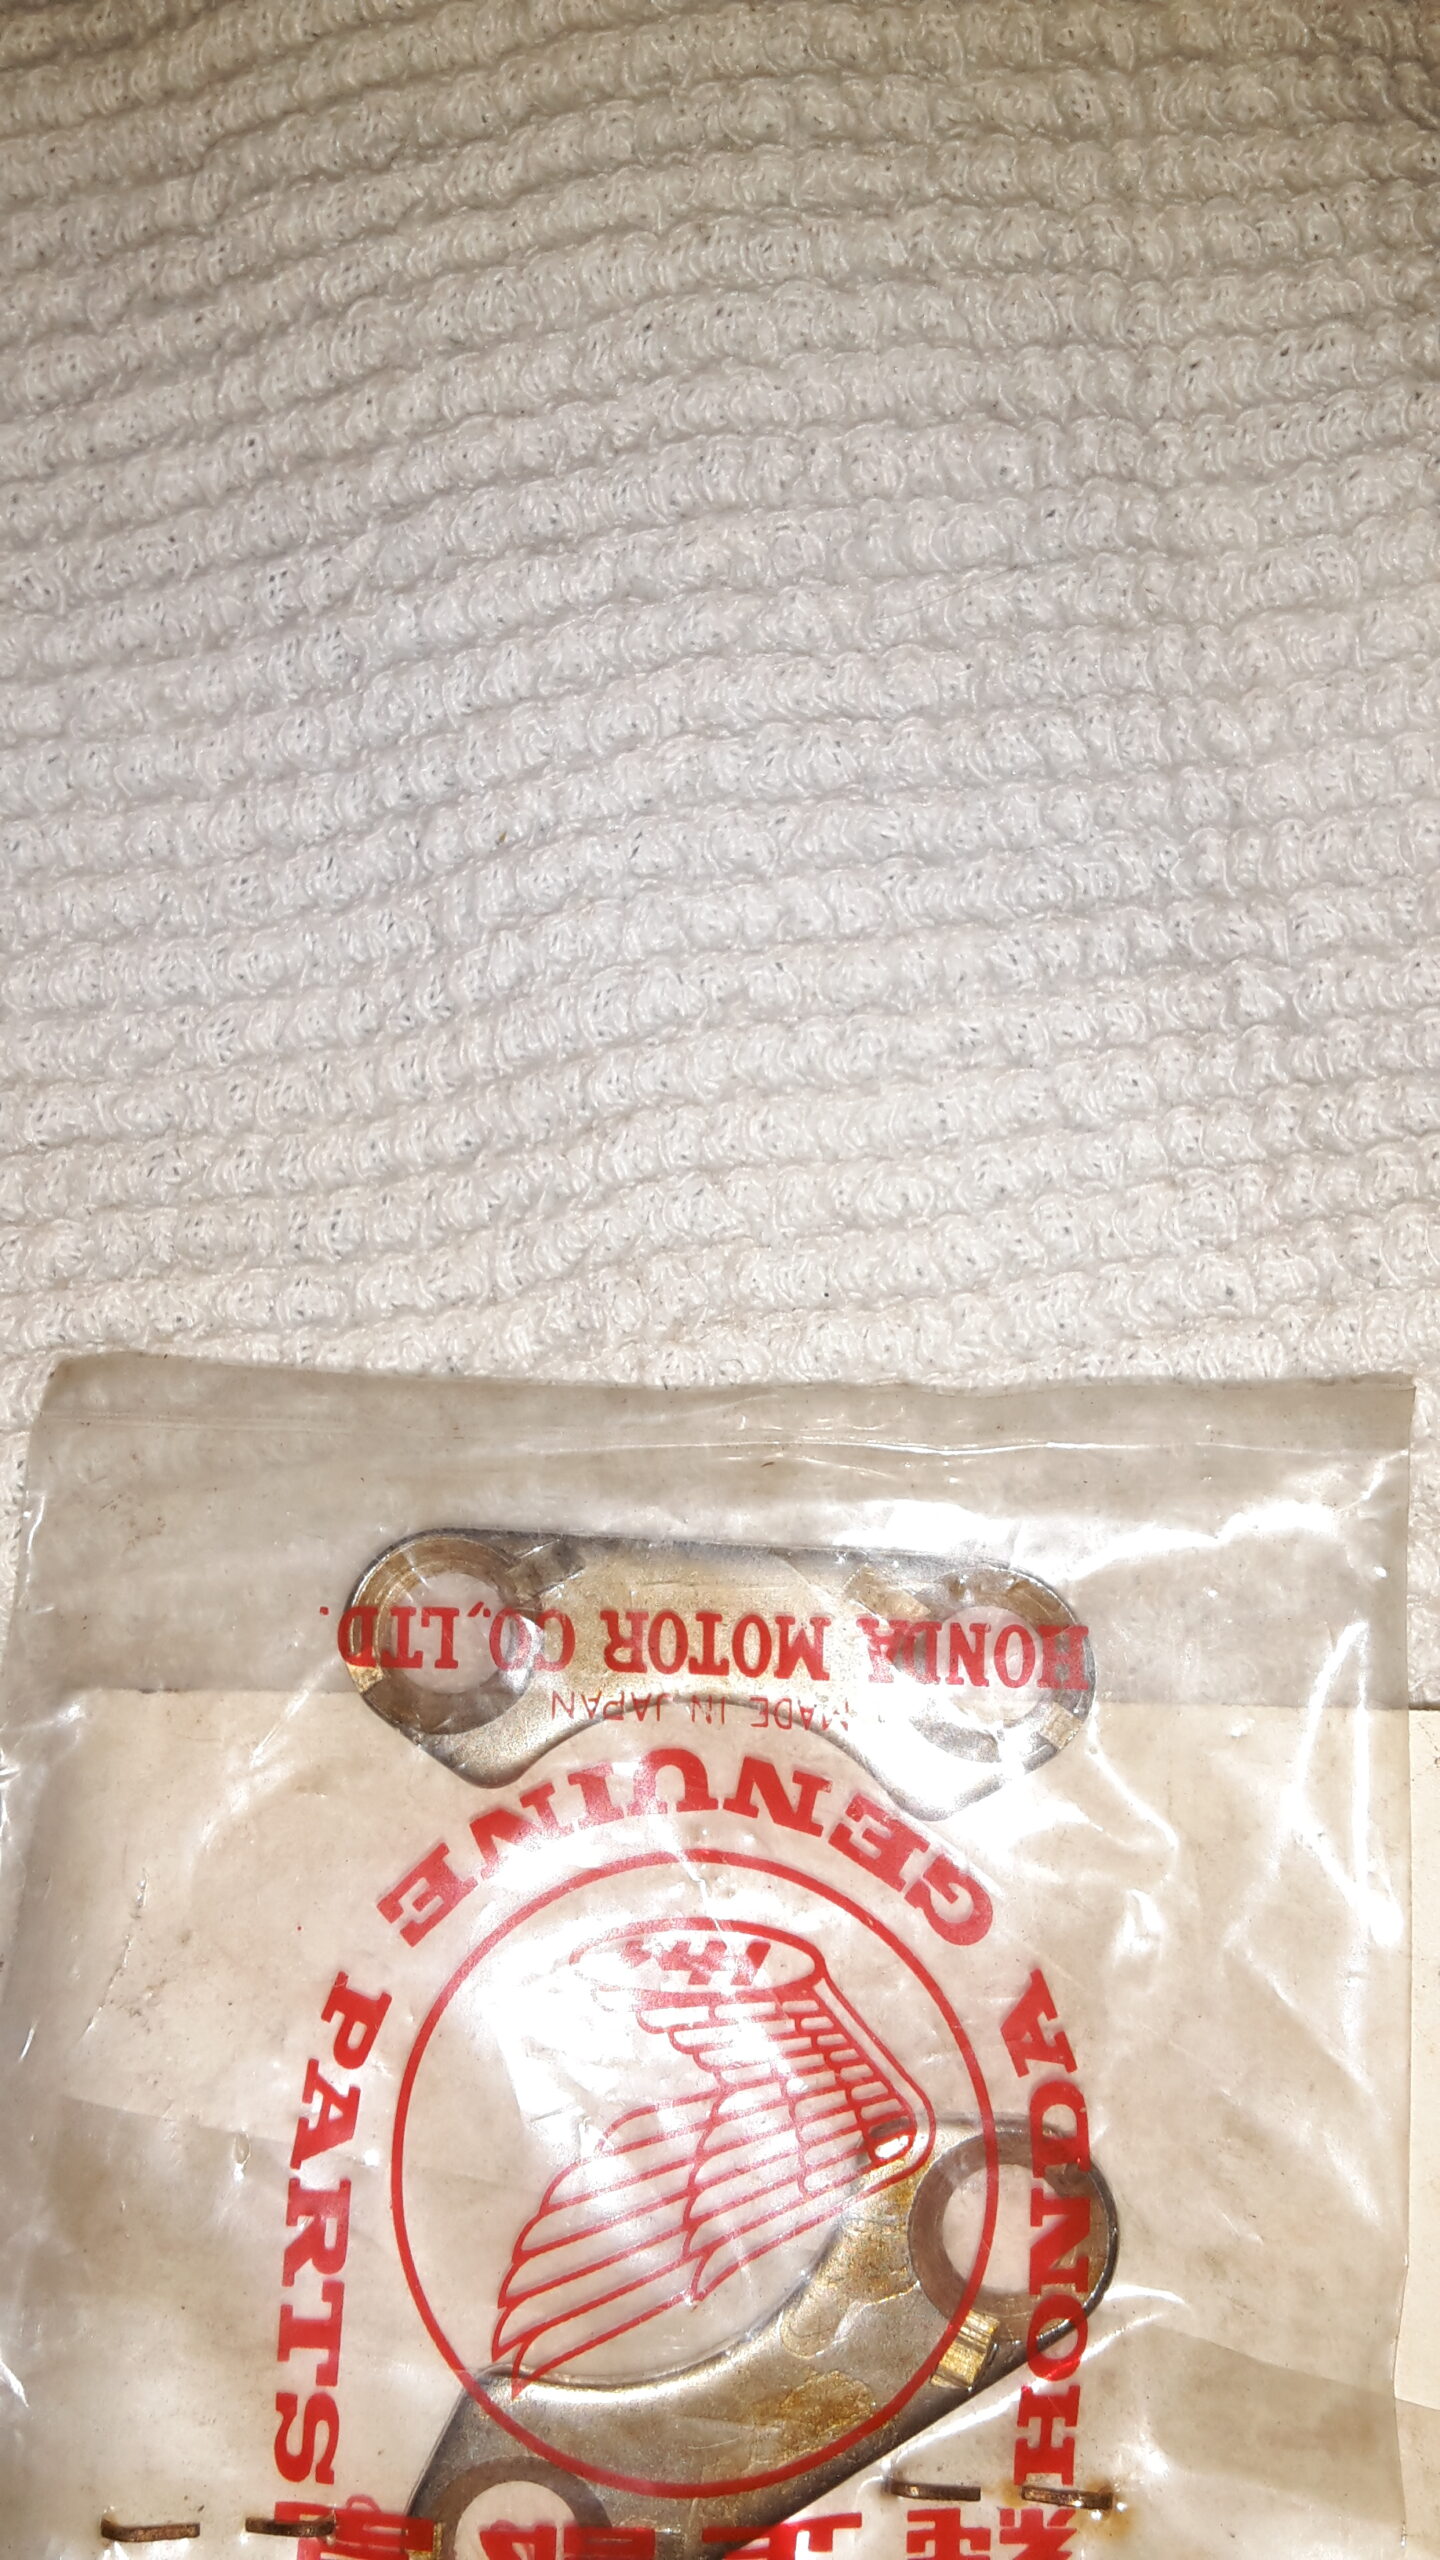 HONDA GENUINE PARTS
MADE IN JAPAN
HONDA MOTOR CO.,LTD.